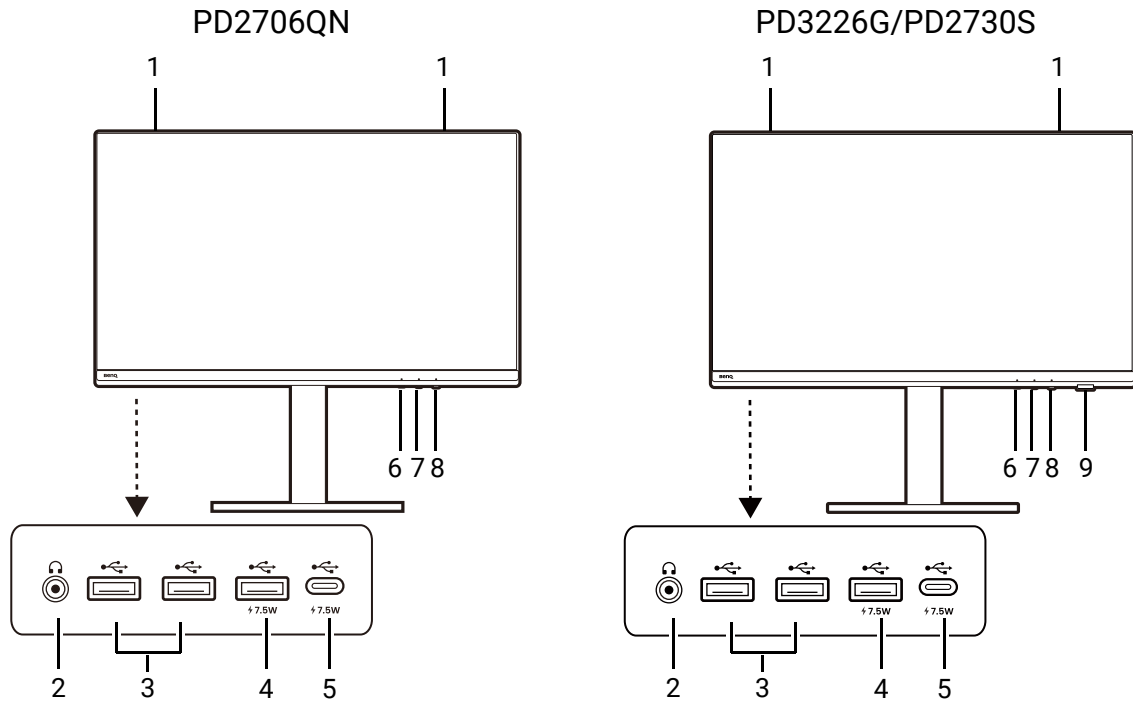 PD2706QN PD3226G/PD2730S
1 1 1 1
BenQ BenQ
6 7 8 6 7 8 9
7.5W 7.5W 7.5W 7.5W
2 3 4 5 2 3 4 5